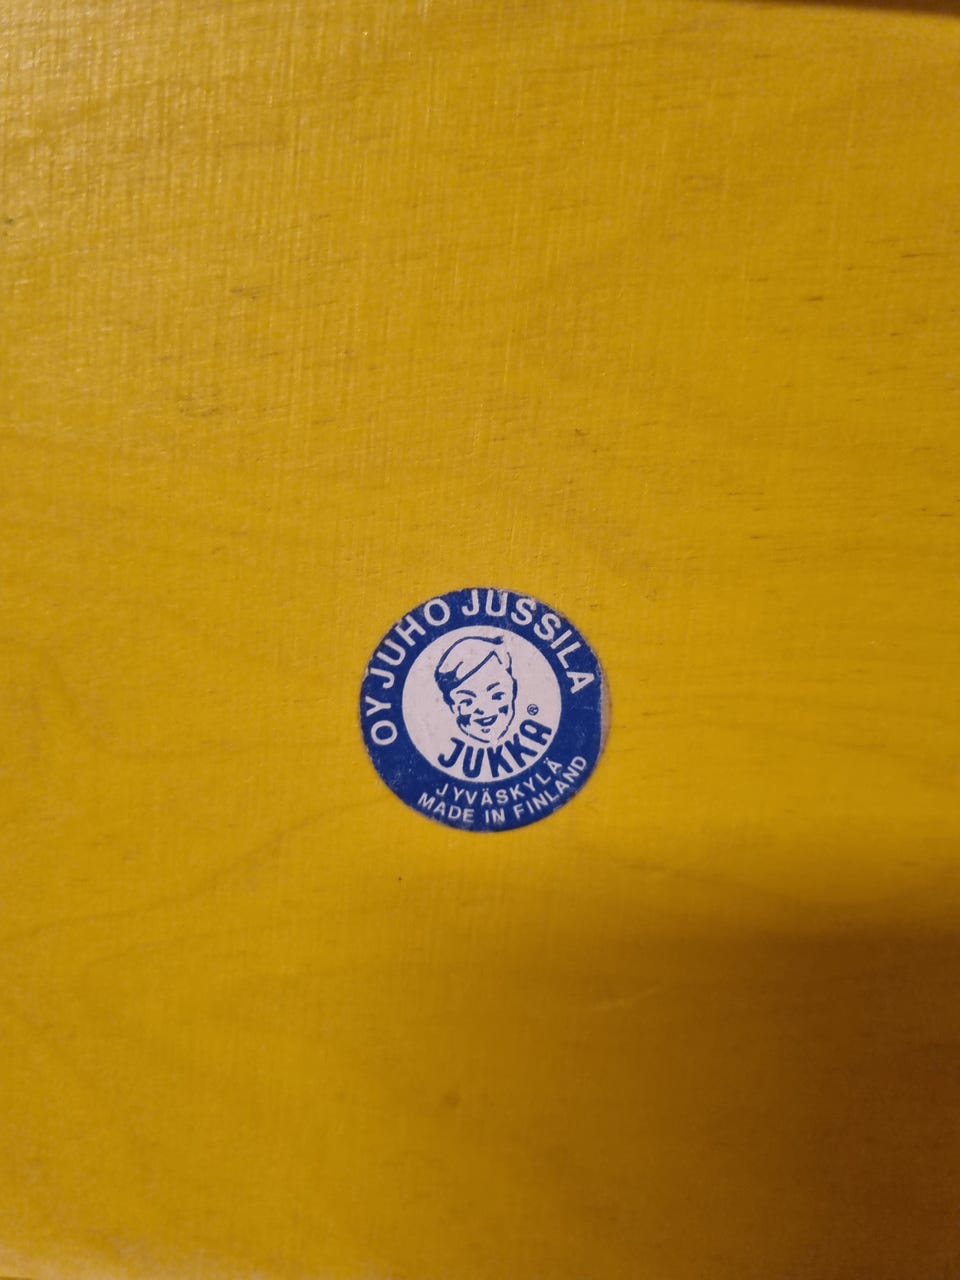 OY JUHO JUSSILA
JUKKA ®
JYVÄSKYLÄ
MADE IN FINLAND